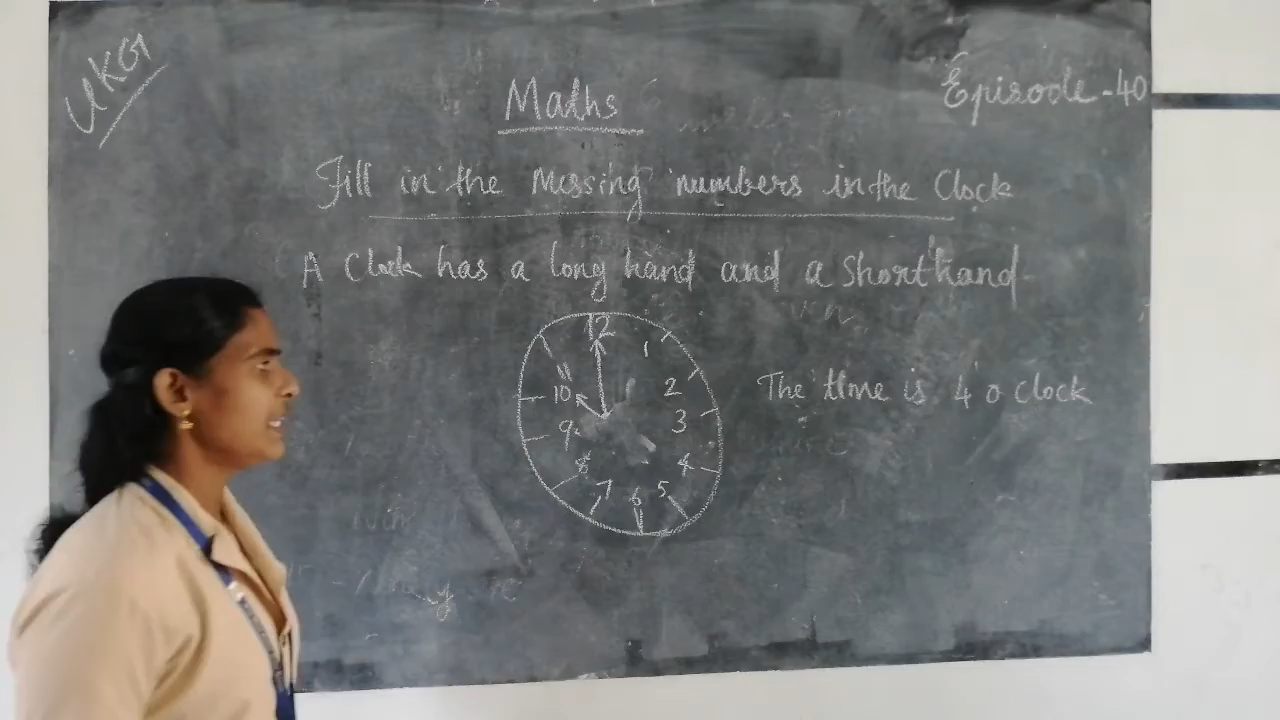 UKG
Maths
Episode-40
Fill in the Missing numbers in the Clock
A Clock has a long hand and a Short hand
12
11
1
10
2
9
3
8
4
7
6
5
The time is 4 o clock